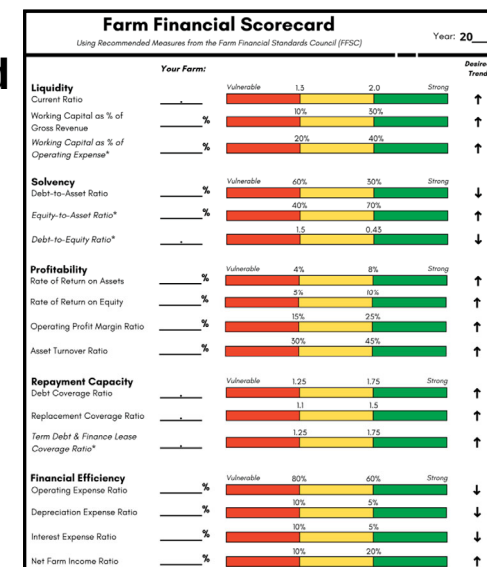 Farm Financial Scorecard
Using Recommended Measures from the Farm Financial Standards Council (FFSC)
Year: 20___
d
Your Farm:
Desired
Trend
Liquidity
Vulnerable 1.3 2.0 Strong
Current Ratio . ↑
10% 30%
Working Capital as % of
Gross Revenue % ↑
20% 40%
Working Capital as % of
Operating Expense* % ↑
Solvency
Vulnerable 60% 30% Strong
Debt-to-Asset Ratio % ↓
40% 70%
Equity-to-Asset Ratio* % ↑
1.5 0.43
Debt-to-Equity Ratio* . ↓
Profitability
Vulnerable 4% 8% Strong
Rate of Return on Assets % ↑
3% 10%
Rate of Return on Equity % ↑
15% 25%
Operating Profit Margin Ratio % ↑
30% 45%
Asset Turnover Ratio % ↑
Repayment Capacity
Vulnerable 1.25 1.75 Strong
Debt Coverage Ratio . ↑
1.1 1.5
Replacement Coverage Ratio . ↑
1.25 1.75
Term Debt & Finance Lease
Coverage Ratio* . ↑
Financial Efficiency
Vulnerable 80% 60% Strong
Operating Expense Ratio % ↓
10% 5%
Depreciation Expense Ratio % ↓
10% 5%
Interest Expense Ratio % ↓
10% 20%
Net Farm Income Ratio % ↑